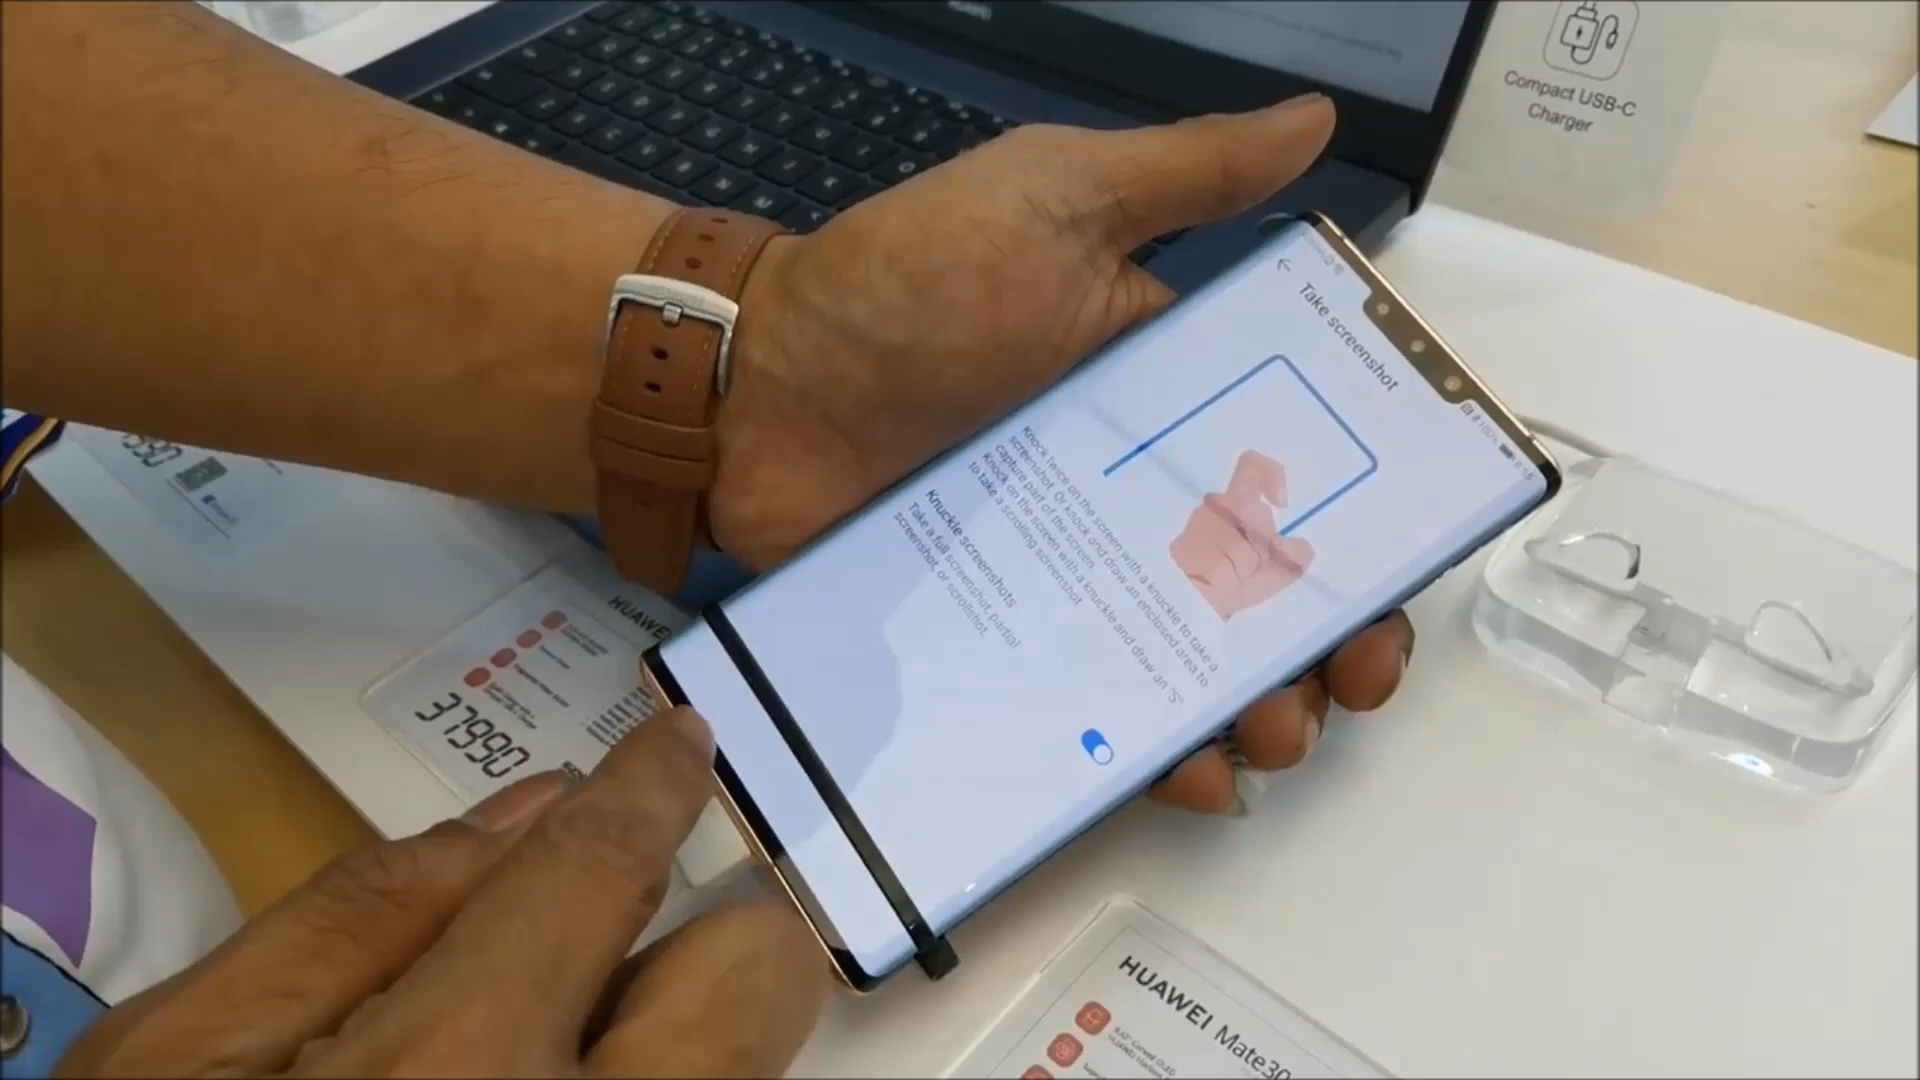 HUAWEI
Compact USB-C
Charger
Take screenshot
100%
Knock twice on the screen with a knuckle to take a
screenshot. Or knock and draw an enclosed area to
capture part of the screen.
Knock on the screen with a knuckle and draw an "S"
to take a scrolling screenshot.
Knuckle screenshots
Take a full screenshot, partial
screenshot, or scrollshot.
HUAWEI
37990
HUAWEI Mate30